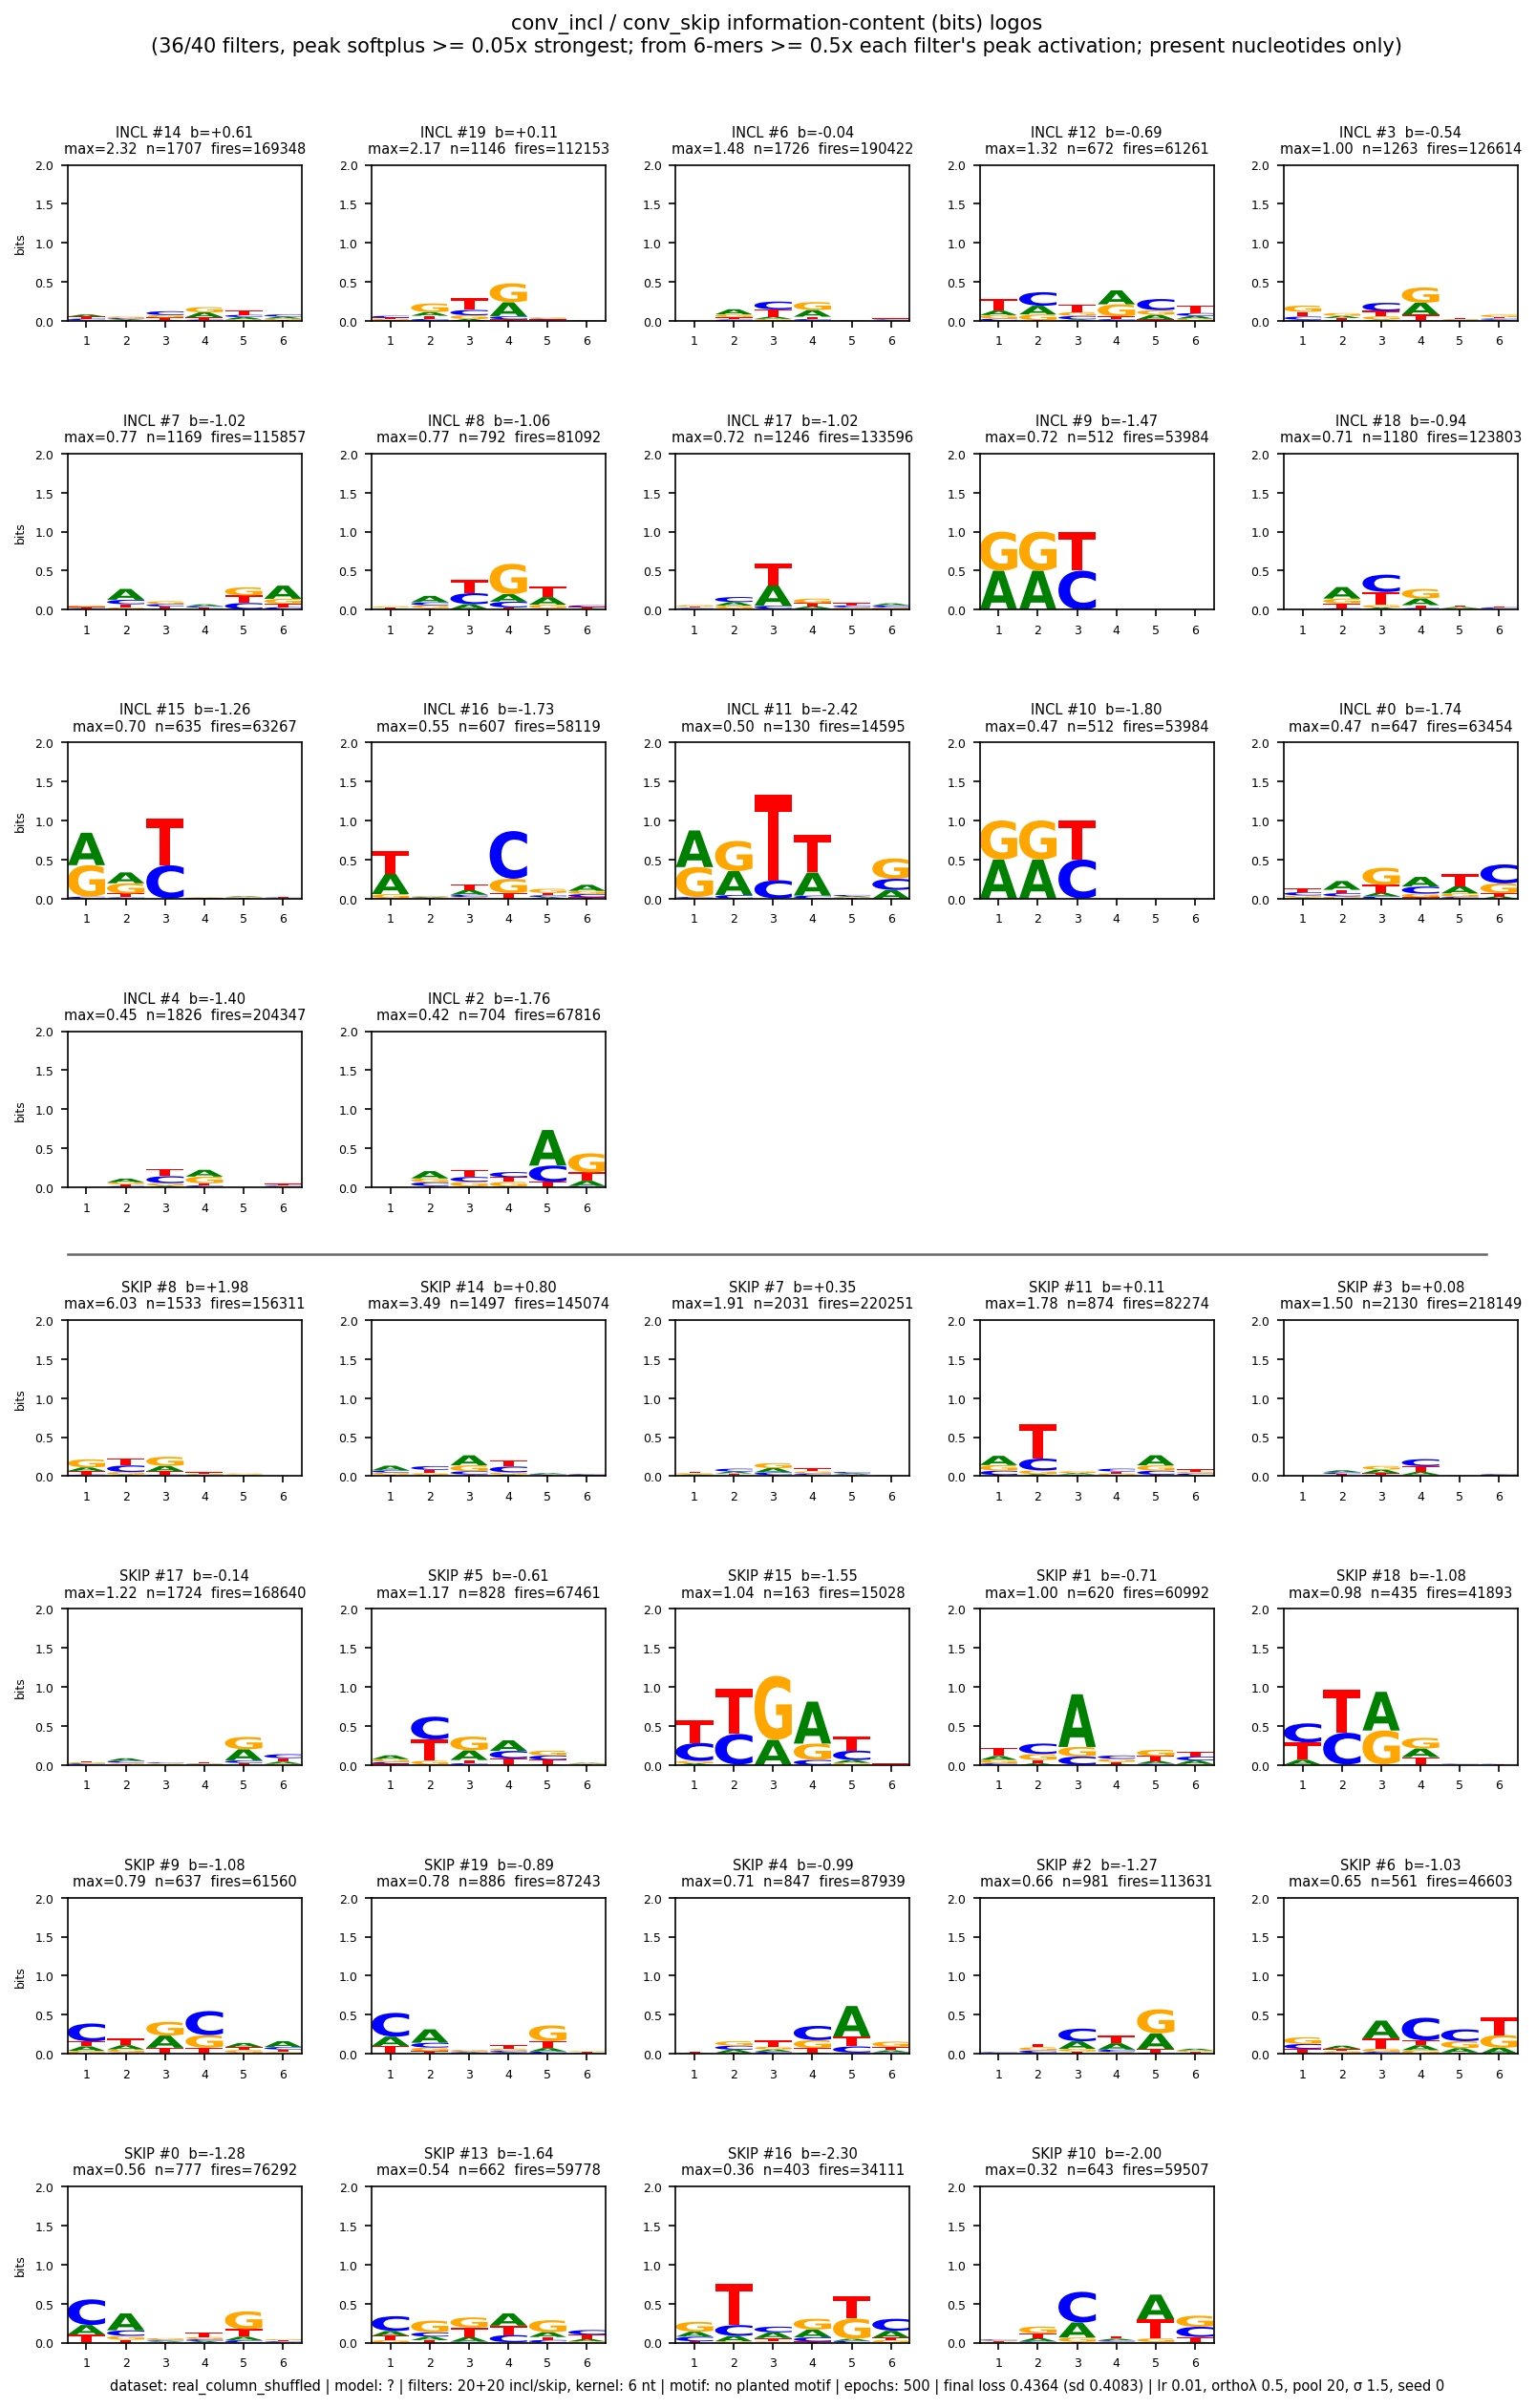 conv_incl / conv_skip information-content (bits) logos
(36/40 filters, peak softplus >= 0.05x strongest; from 6-mers >= 0.5x each filter's peak activation; present nucleotides only)
INCL #14 b=+0.61
max=2.32 n=1707 fires=169348
INCL #19 b=+0.11
max=2.17 n=1146 fires=112153
INCL #6 b=-0.04
max=1.48 n=1726 fires=190422
INCL #12 b=-0.69
max=1.32 n=672 fires=61261
INCL #3 b=-0.54
max=1.00 n=1263 fires=126614
INCL #7 b=-1.02
max=0.77 n=1169 fires=115857
INCL #8 b=-1.06
max=0.77 n=792 fires=81092
INCL #17 b=-1.02
max=0.72 n=1246 fires=133596
INCL #9 b=-1.47
max=0.72 n=512 fires=53984
INCL #18 b=-0.94
max=0.71 n=1180 fires=123803
INCL #15 b=-1.26
max=0.70 n=635 fires=63267
INCL #16 b=-1.73
max=0.55 n=607 fires=58119
INCL #11 b=-2.42
max=0.50 n=130 fires=14595
INCL #10 b=-1.80
max=0.47 n=512 fires=53984
INCL #0 b=-1.74
max=0.47 n=647 fires=63454
INCL #4 b=-1.40
max=0.45 n=1826 fires=204347
INCL #2 b=-1.76
max=0.42 n=704 fires=67816
SKIP #8 b=+1.98
max=6.03 n=1533 fires=156311
SKIP #14 b=+0.80
max=3.49 n=1497 fires=145074
SKIP #7 b=+0.35
max=1.91 n=2031 fires=220251
SKIP #11 b=+0.11
max=1.78 n=874 fires=82274
SKIP #3 b=+0.08
max=1.50 n=2130 fires=218149
SKIP #17 b=-0.14
max=1.22 n=1724 fires=168640
SKIP #5 b=-0.61
max=1.17 n=828 fires=67461
SKIP #15 b=-1.55
max=1.04 n=163 fires=15028
SKIP #1 b=-0.71
max=1.00 n=620 fires=60992
SKIP #18 b=-1.08
max=0.98 n=435 fires=41893
SKIP #9 b=-1.08
max=0.79 n=637 fires=61560
SKIP #19 b=-0.89
max=0.78 n=886 fires=87243
SKIP #4 b=-0.99
max=0.71 n=847 fires=87939
SKIP #2 b=-1.27
max=0.66 n=981 fires=113631
SKIP #6 b=-1.03
max=0.65 n=561 fires=46603
SKIP #0 b=-1.28
max=0.56 n=777 fires=76292
SKIP #13 b=-1.64
max=0.54 n=662 fires=59778
SKIP #16 b=-2.30
max=0.36 n=403 fires=34111
SKIP #10 b=-2.00
max=0.32 n=643 fires=59507
dataset: real_column_shuffled | model: ? | filters: 20+20 incl/skip, kernel: 6 nt | motif: no planted motif | epochs: 500 | final loss 0.4364 (sd 0.4083) | lr 0.01, orthoλ 0.5, pool 20, σ 1.5, seed 0